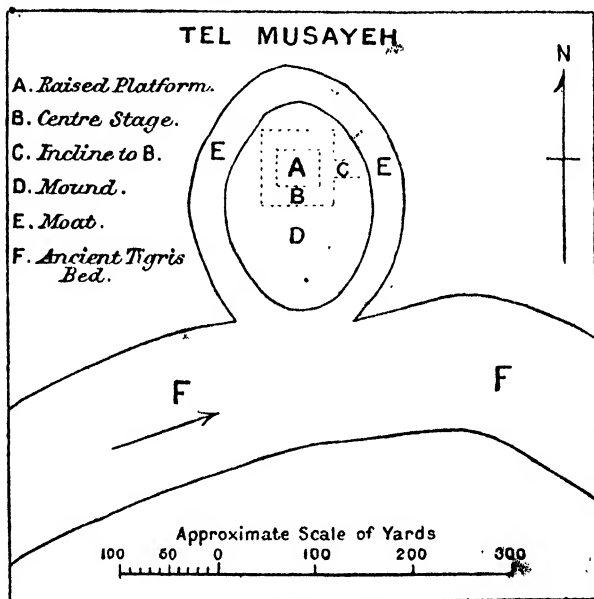 TEL MUSAYEH
N
A. Raised Platform.
B. Centre Stage.
C. Incline to B.
D. Mound.
E. Moat.
F. Ancient Tigris
Bed.
E
A
C
E
B
D
F
F
Approximate Scale of Yards
100 50 0 100 200 300